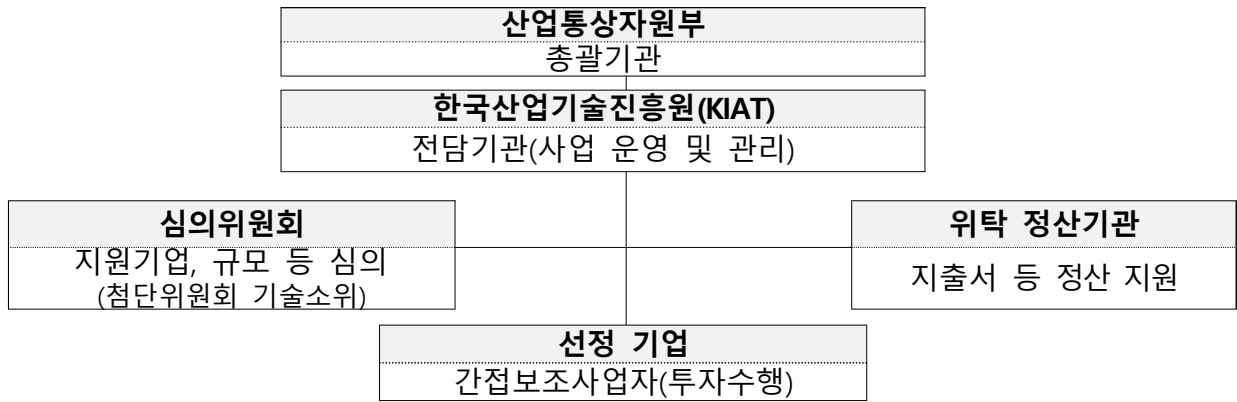 산업통상자원부
총괄기관
한국산업기술진흥원(KIAT)
전담기관(사업 운영 및 관리)
심의위원회
지원기업, 규모 등 심의
(첨단위원회 기술소위)
위탁 정산기관
지출서 등 정산 지원
선정 기업
간접보조사업자(투자수행)